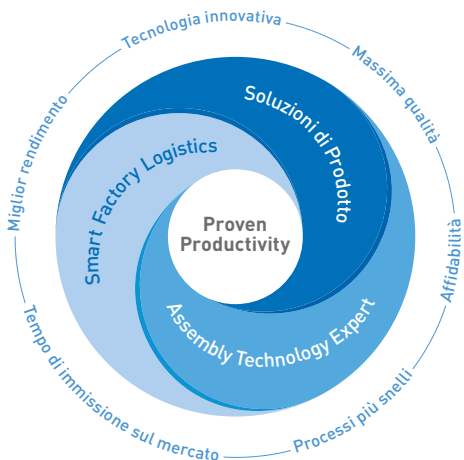 Tecnologia innovativa
Massima qualità
Affidabilità
Processi più snelli
Tempo di immissione sul mercato
Miglior rendimento
Soluzioni di Prodotto
Assembly Technology Expert
Smart Factory Logistics
Proven
Productivity